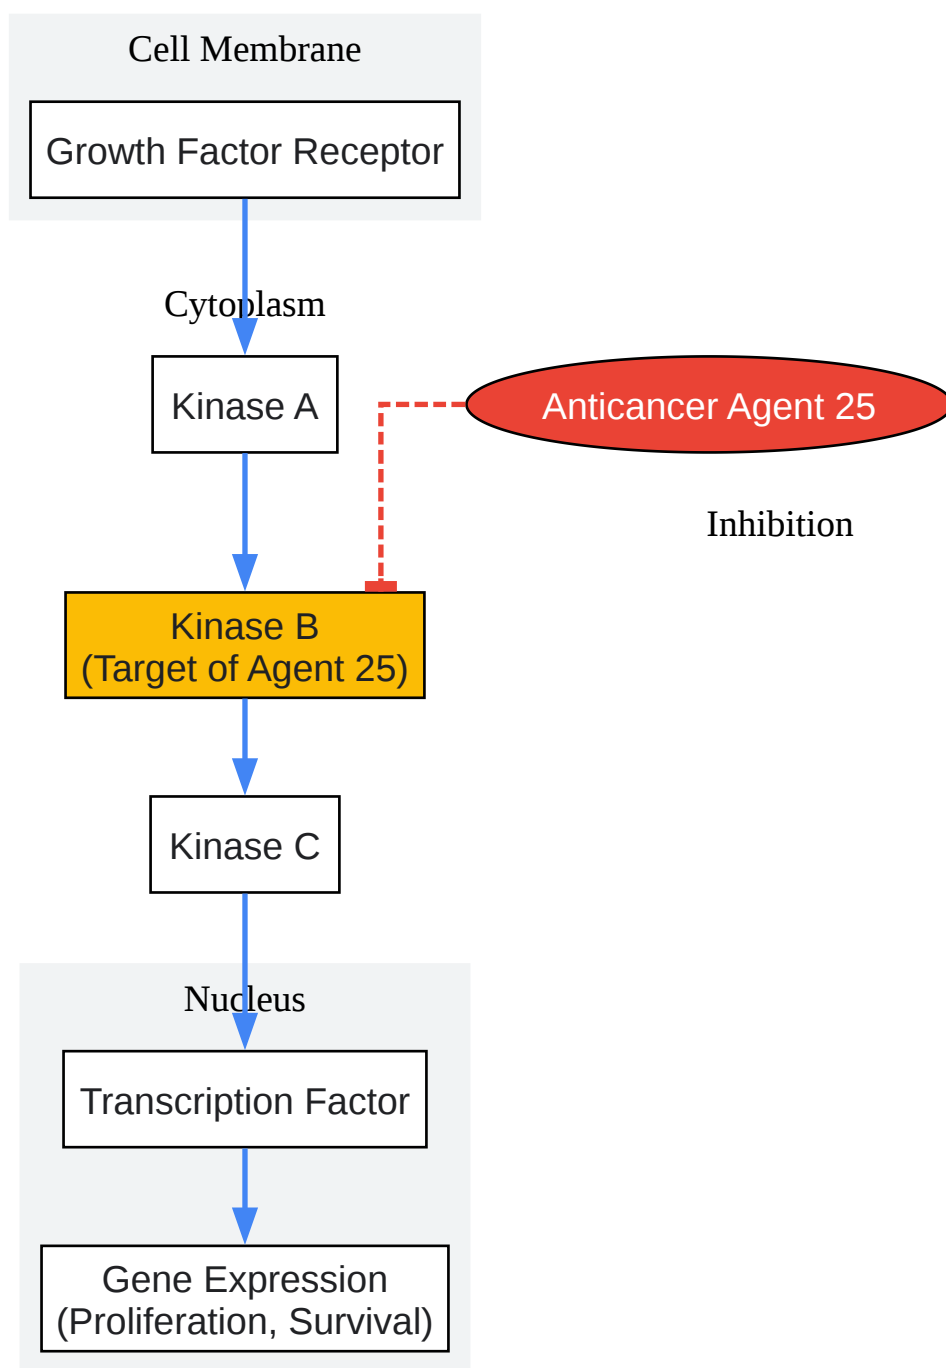 Cell Membrane
Growth Factor Receptor
Cytoplasm
Kinase A
Anticancer Agent 25
Inhibition
Kinase B
(Target of Agent 25)
Kinase C
Nucleus
Transcription Factor
Gene Expression
(Proliferation, Survival)